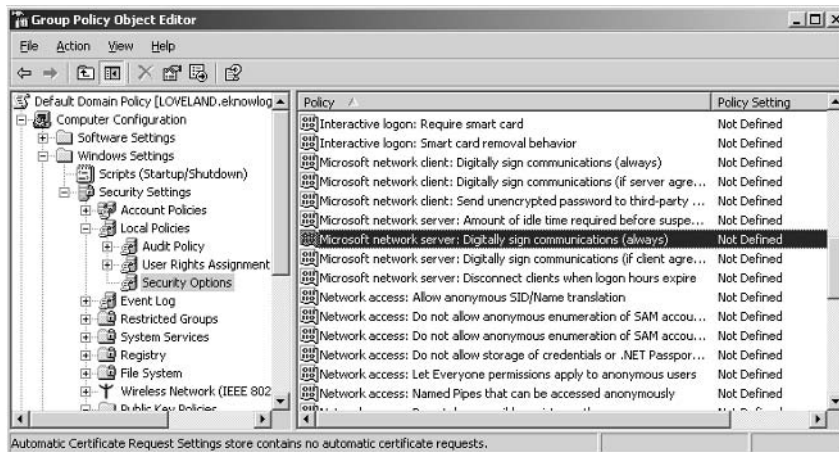 Group Policy Object Editor
File Action View Help
Default Domain Policy [LOVELAND.eknowlog
Computer Configuration
Software Settings
Windows Settings
Scripts (Startup/Shutdown)
Security Settings
Account Policies
Local Policies
Audit Policy
User Rights Assignment
Security Options
Event Log
Restricted Groups
System Services
Registry
File System
Wireless Network (IEEE 802
Public Key Policies
Policy Policy Setting
Interactive logon: Require smart card Not Defined
Interactive logon: Smart card removal behavior Not Defined
Microsoft network client: Digitally sign communications (always) Not Defined
Microsoft network client: Digitally sign communications (if server agre... Not Defined
Microsoft network client: Send unencrypted password to third-party ... Not Defined
Microsoft network server: Amount of idle time required before suspe... Not Defined
Microsoft network server: Digitally sign communications (always) Not Defined
Microsoft network server: Digitally sign communications (if client agre... Not Defined
Microsoft network server: Disconnect clients when logon hours expire Not Defined
Network access: Allow anonymous SID/Name translation Not Defined
Network access: Do not allow anonymous enumeration of SAM accou... Not Defined
Network access: Do not allow anonymous enumeration of SAM accou... Not Defined
Network access: Do not allow storage of credentials or .NET Passpor... Not Defined
Network access: Let Everyone permissions apply to anonymous users Not Defined
Network access: Named Pipes that can be accessed anonymously Not Defined
Automatic Certificate Request Settings store contains no automatic certificate requests.